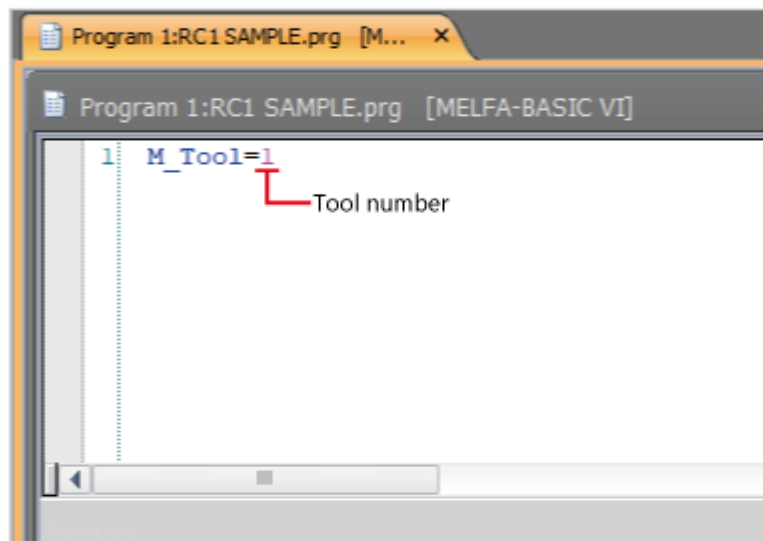 Program 1:RC1 SAMPLE.prg [M...
Program 1:RC1 SAMPLE.prg [MELFA-BASIC VI]
1 M_Tool=1
Tool number